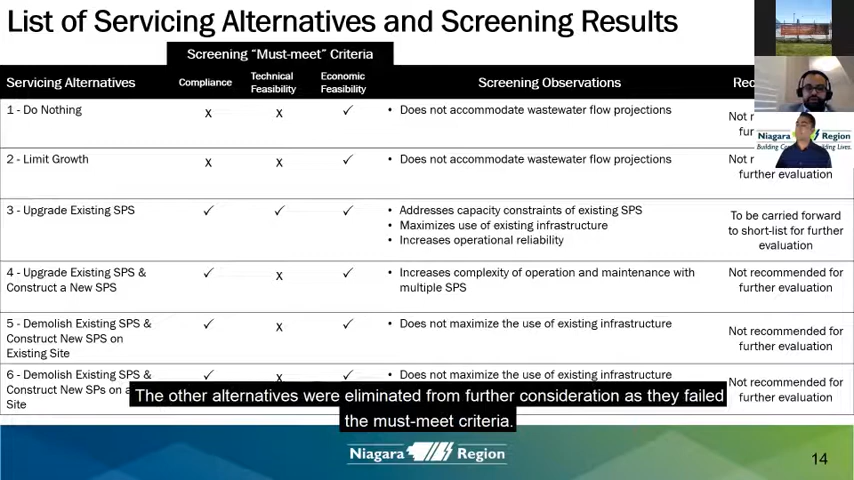 List of Servicing Alternatives and Screening Results
Screening "Must-meet" Criteria
Servicing Alternatives
Compliance
Technical
Feasibility
Economic
Feasibility
Screening Observations
1 - Do Nothing
x x ✓
• Does not accommodate wastewater flow projections
Not
2 - Limit Growth
x x ✓
• Does not accommodate wastewater flow projections
Not
further evaluation
3 - Upgrade Existing SPS
✓ ✓ ✓
• Addresses capacity constraints of existing SPS
• Maximizes use of existing infrastructure
• Increases operational reliability
To be carried forward
to short-list for further
evaluation
4 - Upgrade Existing SPS &
Construct a New SPS
✓ x ✓
• Increases complexity of operation and maintenance with
multiple SPS
Not recommended for
further evaluation
5 - Demolish Existing SPS &
Construct New SPS on
Existing Site
✓ x ✓
• Does not maximize the use of existing infrastructure
Not recommended for
further evaluation
6 - Demolish Existing SPS &
Construct New SPs on a
Site
✓ x ✓
• Does not maximize the use of existing infrastructure
Not recommended for
further evaluation
The other alternatives were eliminated from further consideration as they failed
the must-meet criteria.
Niagara Region
14
Niagara Region